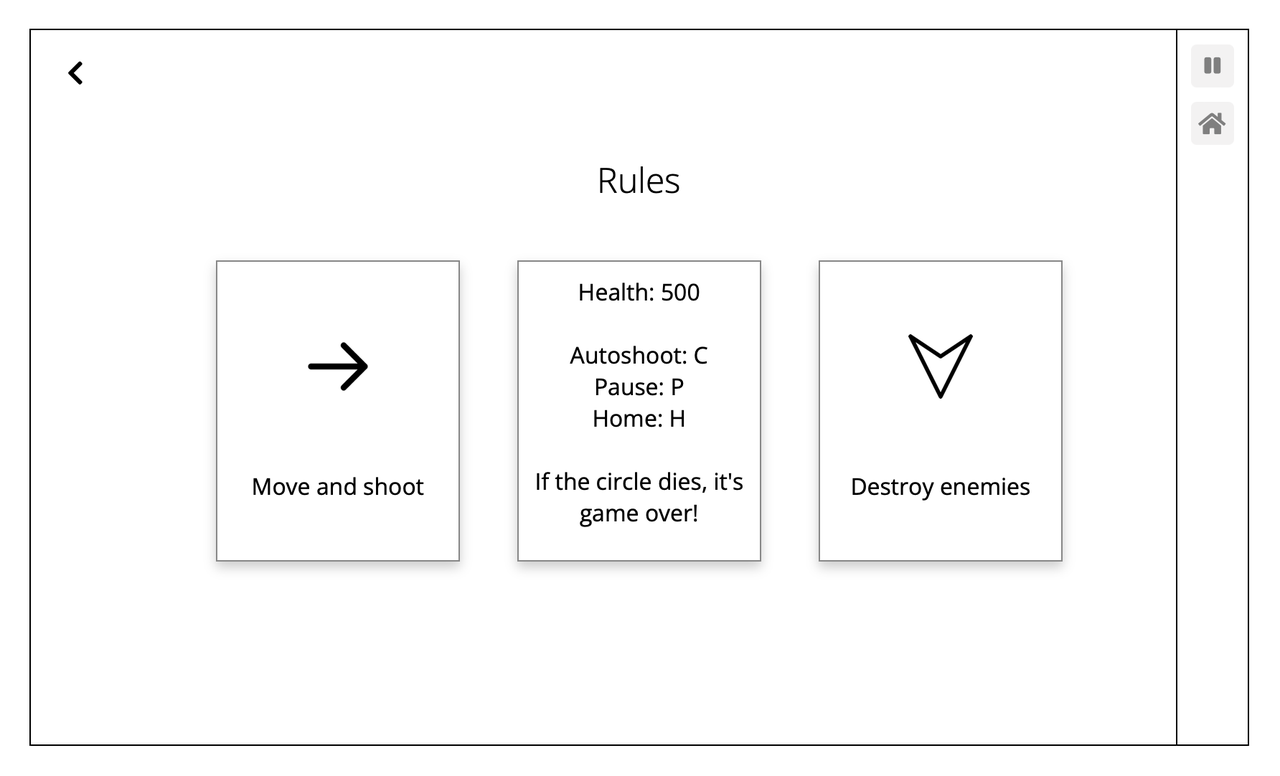 Rules
Move and shoot
Health: 500
Autoshoot: C
Pause: P
Home: H
If the circle dies, it's
game over!
Destroy enemies